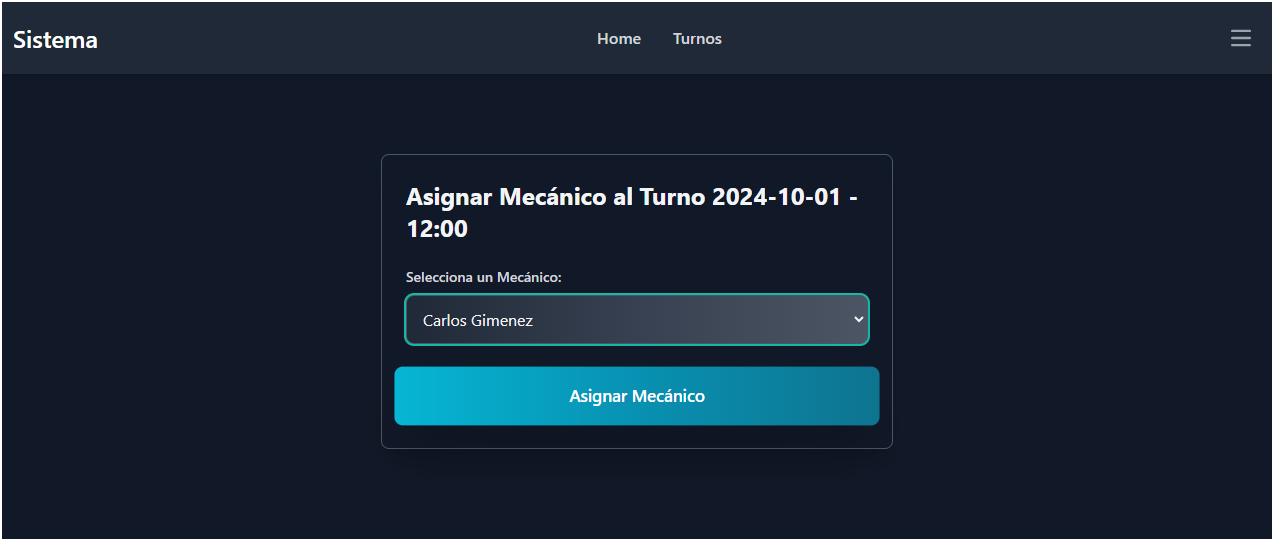 Sistema
Home
Turnos
Asignar Mecánico al Turno 2024-10-01 -
12:00
Selecciona un Mecánico:
Carlos Gimenez
Asignar Mecánico